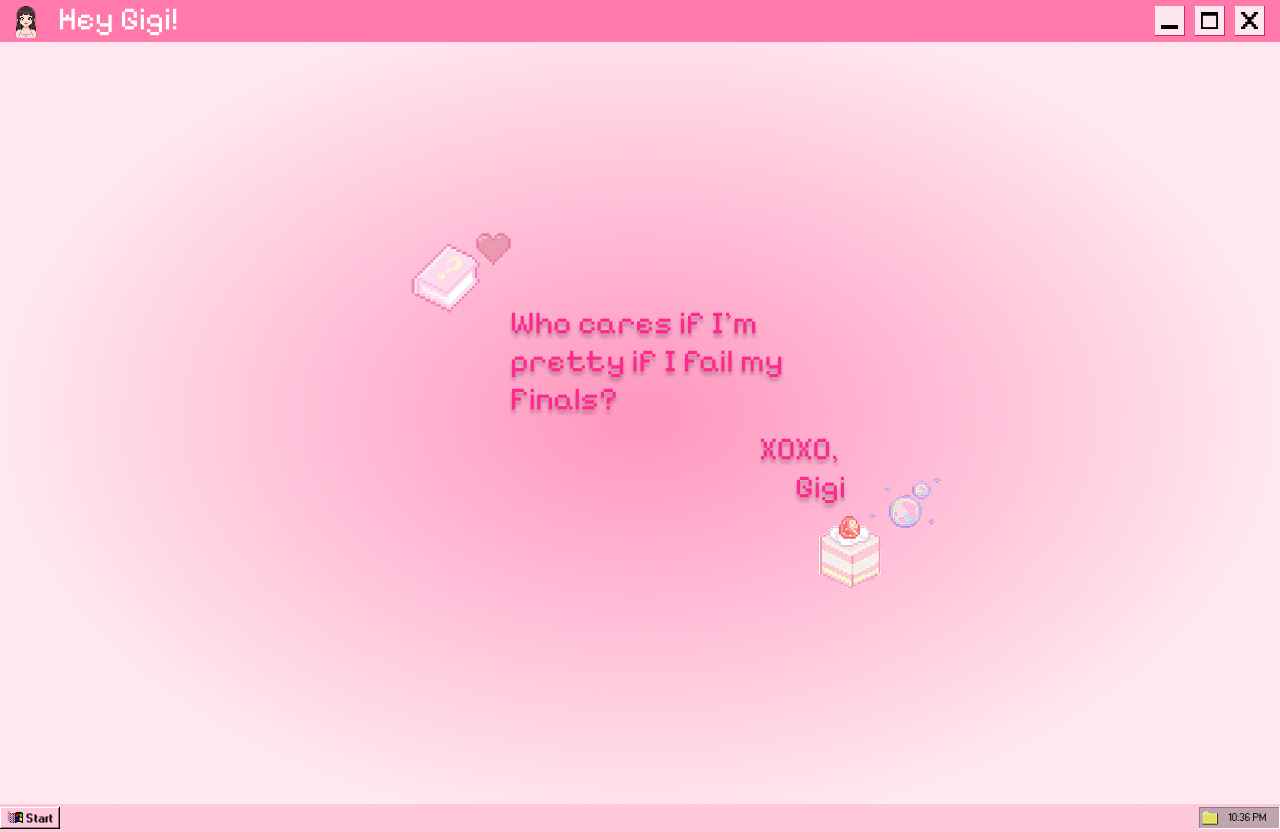 Hey Gigi!
?
Who cares if I'm
pretty if I fail my
finals?
XOXO,
Gigi
Start
10:36 PM